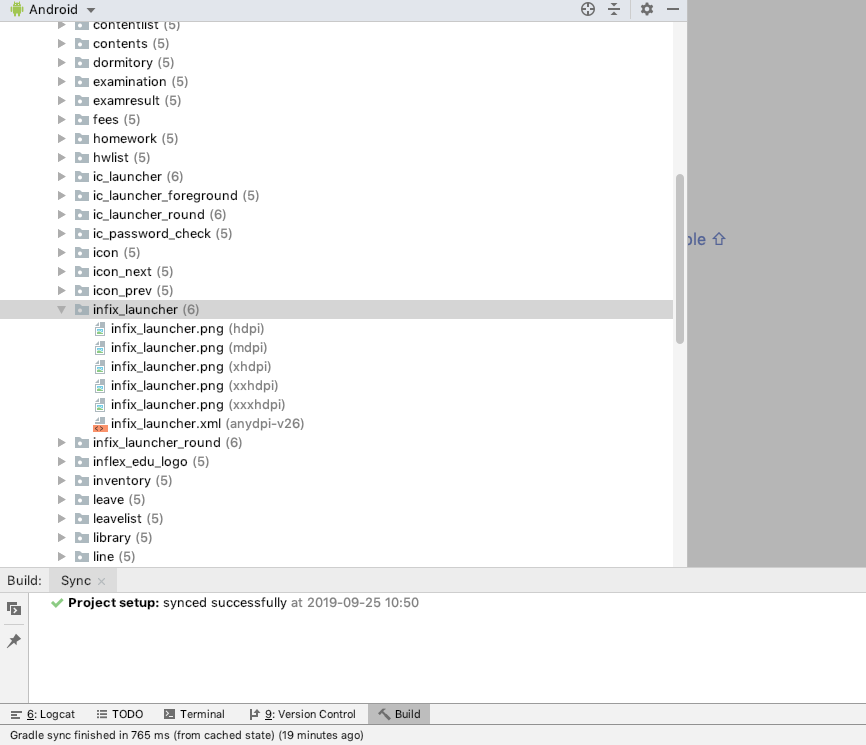 Android
contentlist (5)
contents (5)
dormitory (5)
examination (5)
examresult (5)
fees (5)
homework (5)
hwlist (5)
ic_launcher (6)
ic_launcher_foreground (5)
ic_launcher_round (6)
ic_password_check (5)
icon (5)
icon_next (5)
icon_prev (5)
infix_launcher (6)
infix_launcher.png (hdpi)
infix_launcher.png (mdpi)
infix_launcher.png (xhdpi)
infix_launcher.png (xxhdpi)
infix_launcher.png (xxxhdpi)
infix_launcher.xml (anydpi-v26)
infix_launcher_round (6)
inflex_edu_logo (5)
inventory (5)
leave (5)
leavelist (5)
library (5)
line (5)
ble ⇧
Build: Sync ×
Project setup: synced successfully at 2019-09-25 10:50
6: Logcat TODO Terminal 9: Version Control Build
Gradle sync finished in 765 ms (from cached state) (19 minutes ago)